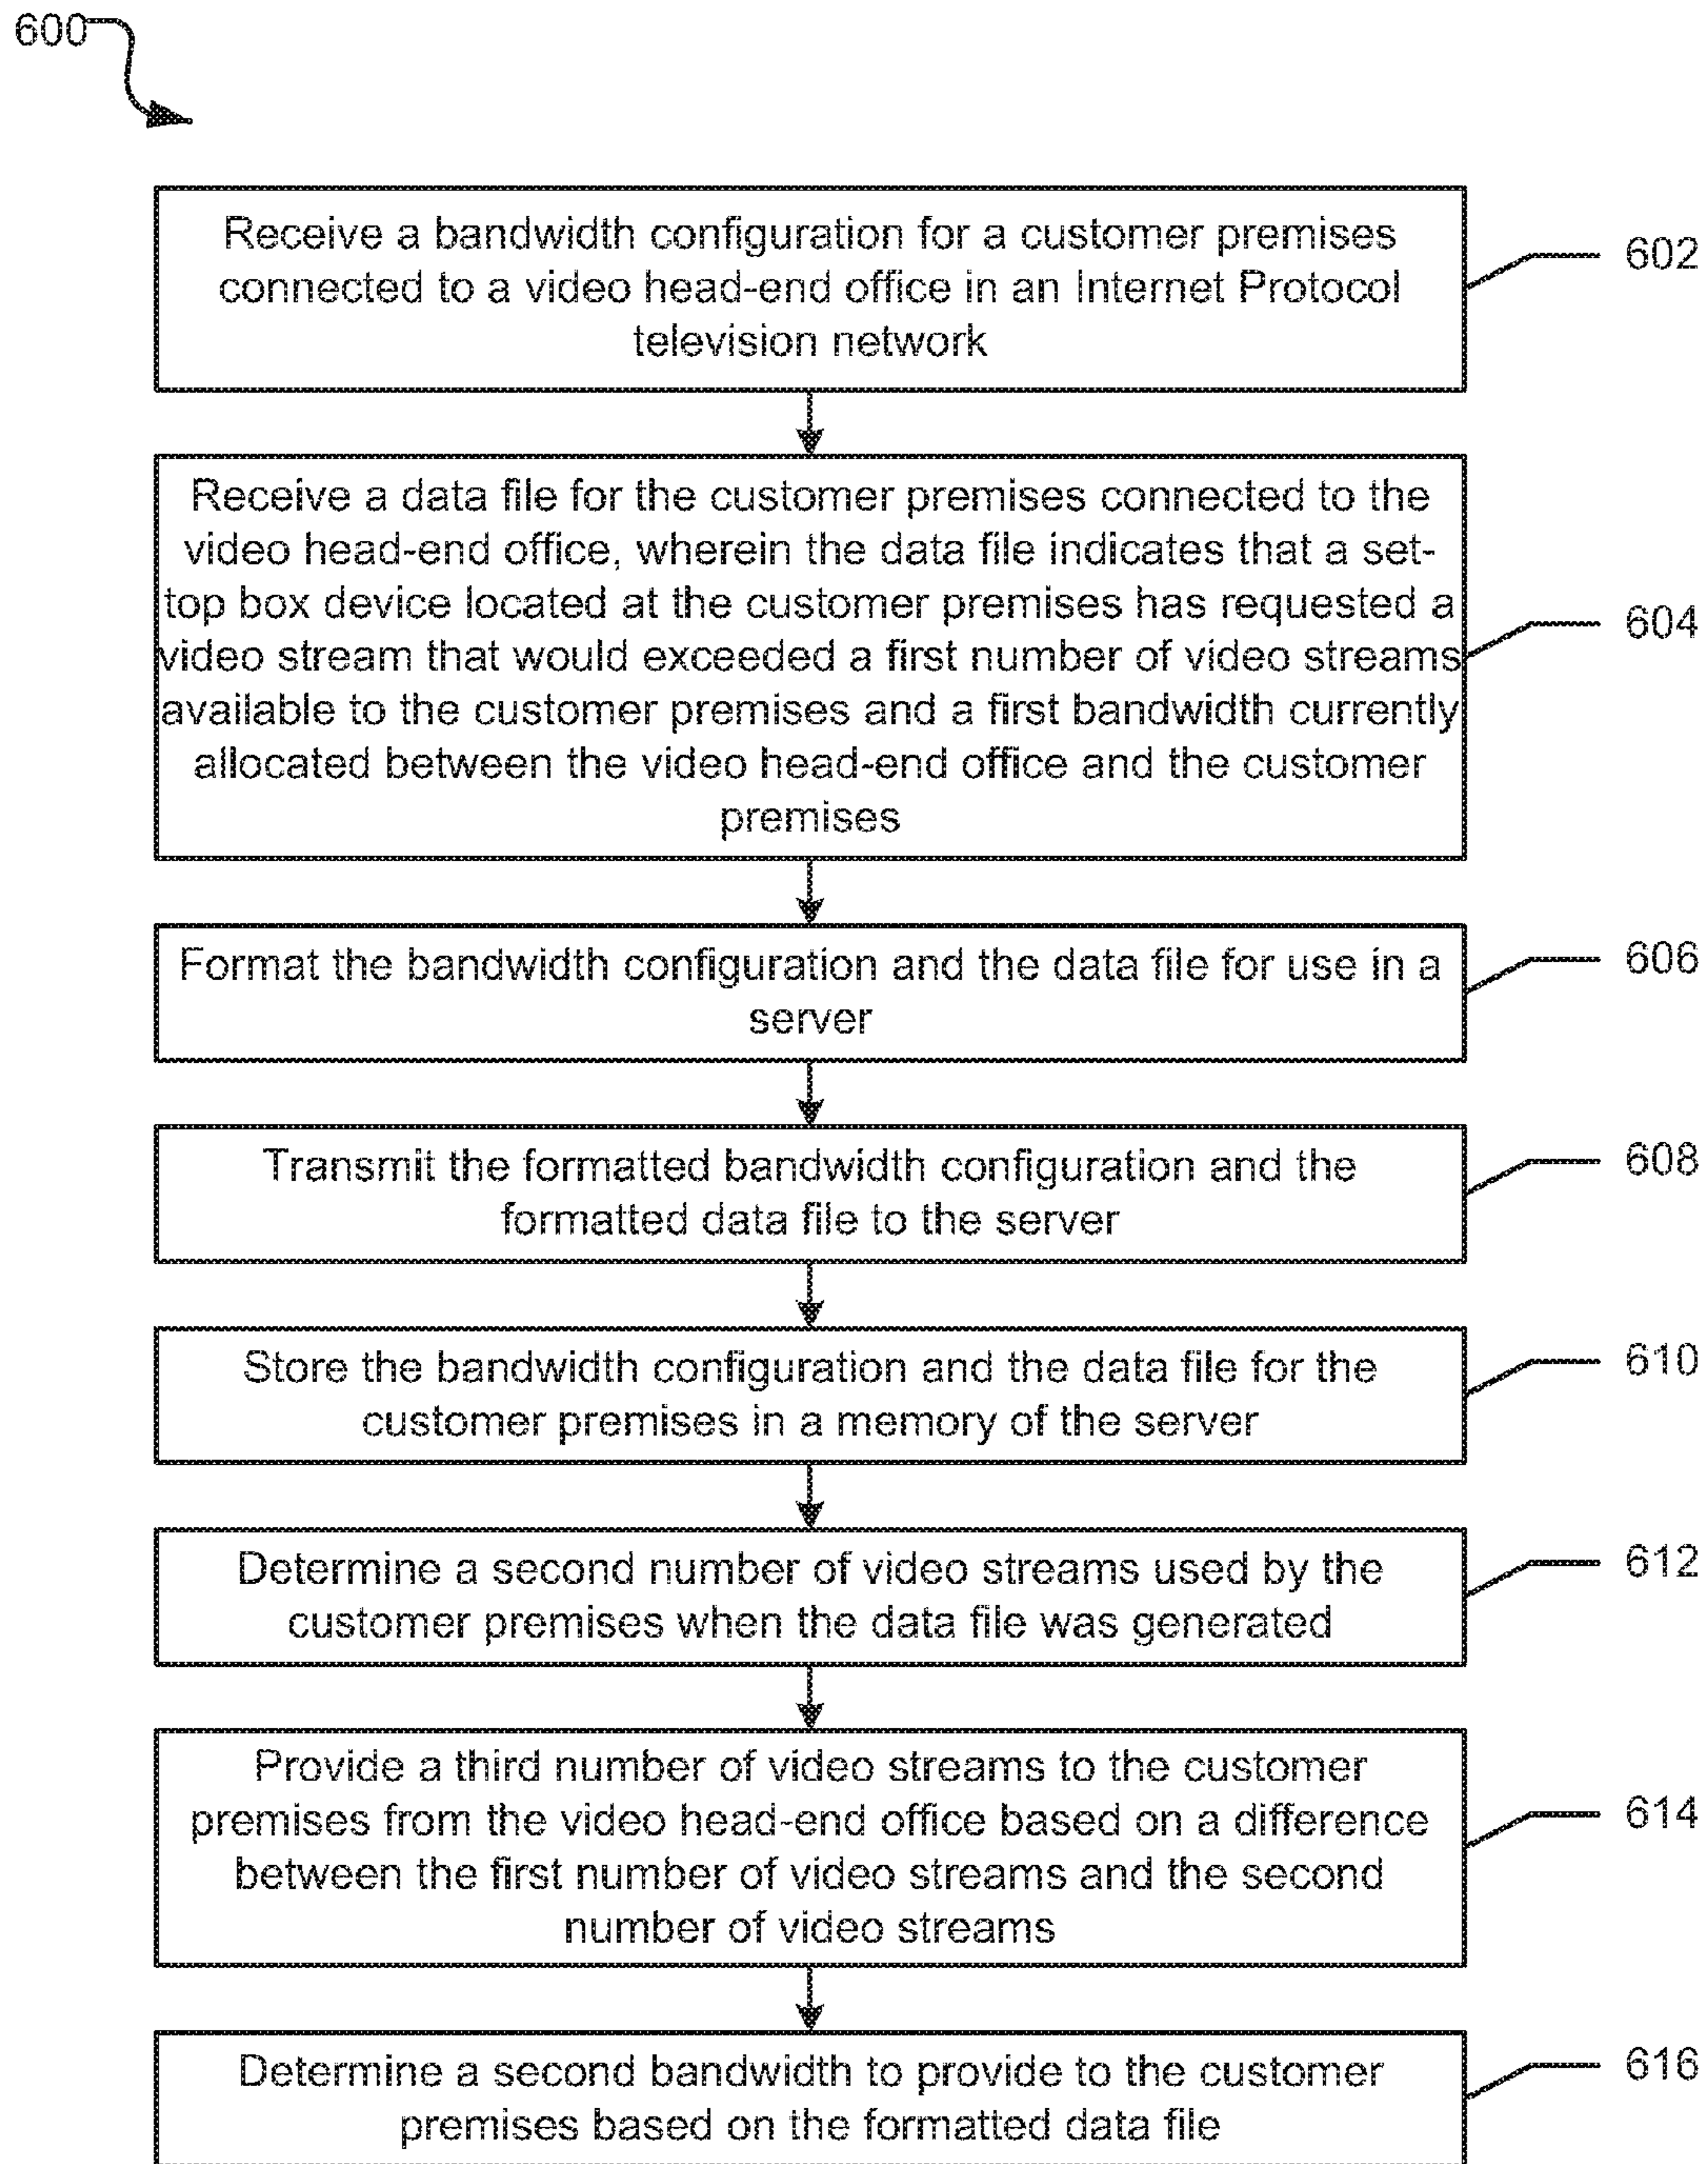 600
Receive a bandwidth configuration for a customer premises
connected to a video head-end office in an Internet Protocol
television network
602
Receive a data file for the customer premises connected to the
video head-end office, wherein the data file indicates that a set-
top box device located at the customer premises has requested a
video stream that would exceeded a first number of video streams
available to the customer premises and a first bandwidth currently
allocated between the video head-end office and the customer
premises
604
Format the bandwidth configuration and the data file for use in a
server
606
Transmit the formatted bandwidth configuration and the
formatted data file to the server
608
Store the bandwidth configuration and the data file for the
customer premises in a memory of the server
610
Determine a second number of video streams used by the
customer premises when the data file was generated
612
Provide a third number of video streams to the customer
premises from the video head-end office based on a difference
between the first number of video streams and the second
number of video streams
614
Determine a second bandwidth to provide to the customer
premises based on the formatted data file
616